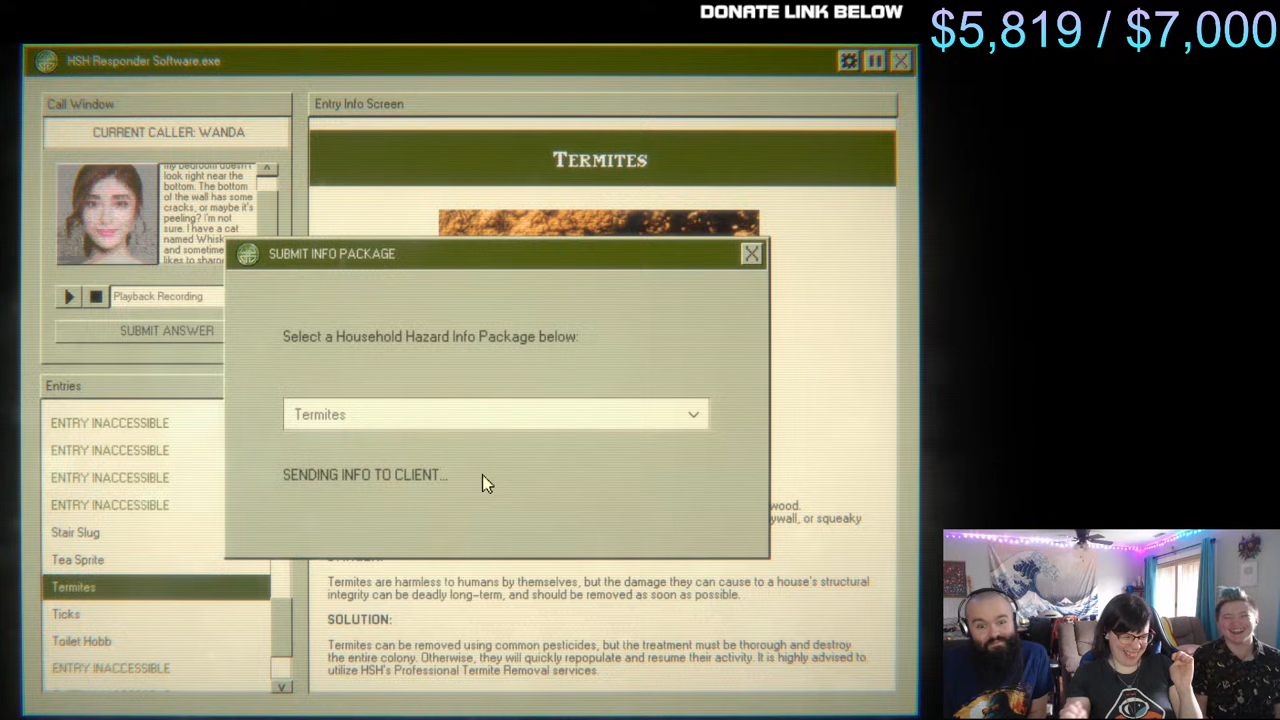 DONATE LINK BELOW
$5,819 / $7,000
HSH Responder Software.exe
Call Window
CURRENT CALLER: WANDA
my bedroom doesn't
look right near the
bottom. The bottom
of the wall has some
cracks, or maybe it's
peeling? I'm not
sure. I have a cat
named Whisk
and sometime
likes to sharpe
Playback Recording
SUBMIT ANSWER
Entries
ENTRY INACCESSIBLE
ENTRY INACCESSIBLE
ENTRY INACCESSIBLE
ENTRY INACCESSIBLE
Stair Slug
Tea Sprite
Termites
Ticks
Toilet Hobb
ENTRY INACCESSIBLE
Entry Info Screen
TERMITES
SUBMIT INFO PACKAGE
Select a Household Hazard Info Package below:
Termites
SENDING INFO TO CLIENT...
wood.
ywall, or squeaky
Termites are harmless to humans by themselves, but the damage they can cause to a house's structural
integrity can be deadly long-term, and should be removed as soon as possible.
SOLUTION:
Termites can be removed using common pesticides, but the treatment must be thorough and destroy
the entire colony. Otherwise, they will quickly repopulate and resume their activity. It is highly advised to
utilize HSH's Professional Termite Removal services.